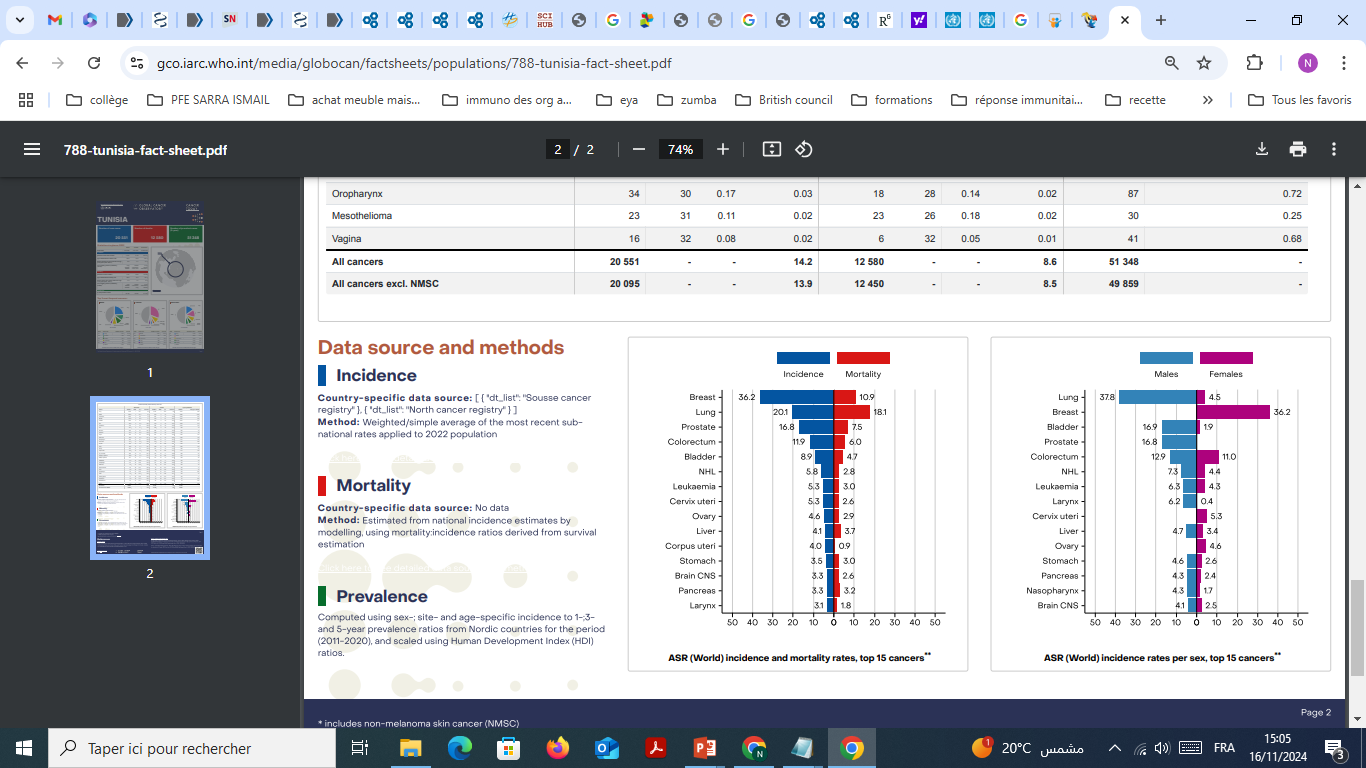 SN
SCI
HUB
R⁶
gco.iarc.who.int/media/globocan/factsheets/populations/788-tunisia-fact-sheet.pdf
N
collège
PFE SARRA ISMAIL
achat meuble mais...
immuno des org a...
eya
zumba
British council
formations
réponse immunitai...
recette
»
Tous les favoris
788-tunisia-fact-sheet.pdf
2 / 2
74%
TUNISIA
1
2
Oropharynx 34 30 0.17 0.03 18 28 0.14 0.02 87 0.72
Mesothelioma 23 31 0.11 0.02 23 26 0.18 0.02 30 0.25
Vagina 16 32 0.08 0.02 6 32 0.05 0.01 41 0.68
All cancers 20 551 - - 14.2 12 580 - - 8.6 51 348 -
All cancers excl. NMSC 20 095 - - 13.9 12 450 - - 8.5 49 859 -
Data source and methods
Incidence
Country-specific data source: [ { "dt_list": "Sousse cancer
registry" }, { "dt_list": "North cancer registry" } ]
Method: Weighted/simple average of the most recent sub-
national rates applied to 2022 population
Mortality
Country-specific data source: No data
Method: Estimated from national incidence estimates by
modelling, using mortality:incidence ratios derived from survival
estimation
Prevalence
Computed using sex-; site- and age-specific incidence to 1-;3-
and 5-year prevalence ratios from Nordic countries for the period
(2011-2020), and scaled using Human Development Index (HDI)
ratios.
Incidence Mortality
Breast 36.2 10.9
Lung 20.1 18.1
Prostate 16.8 7.5
Colorectum 11.9 6.0
Bladder 8.9 4.7
NHL 5.8 2.8
Leukaemia 5.3 3.0
Cervix uteri 5.3 2.6
Ovary 4.6 2.9
Liver 4.1 3.7
Corpus uteri 4.0 0.9
Stomach 3.5 3.0
Brain CNS 3.3 2.6
Pancreas 3.3 3.2
Larynx 3.1 1.8
50 40 30 20 10 0 10 20 30 40 50
ASR (World) incidence and mortality rates, top 15 cancers**
Males Females
Lung 37.8 4.5
Breast 36.2
Bladder 16.9 1.9
Prostate 16.8
Colorectum 12.9 11.0
NHL 7.3 4.4
Leukaemia 6.3 4.3
Larynx 6.2 0.4
Cervix uteri 5.3
Liver 4.7 3.4
Ovary 4.6
Stomach 4.6 2.6
Pancreas 4.3 2.4
Nasopharynx 4.3 1.7
Brain CNS 4.1 2.5
50 40 30 20 10 0 10 20 30 40 50
ASR (World) incidence rates per sex, top 15 cancers**
Page 2
* includes non-melanoma skin cancer (NMSC)
Taper ici pour rechercher
1
20°C مشمس
FRA
15:05
16/11/2024
3